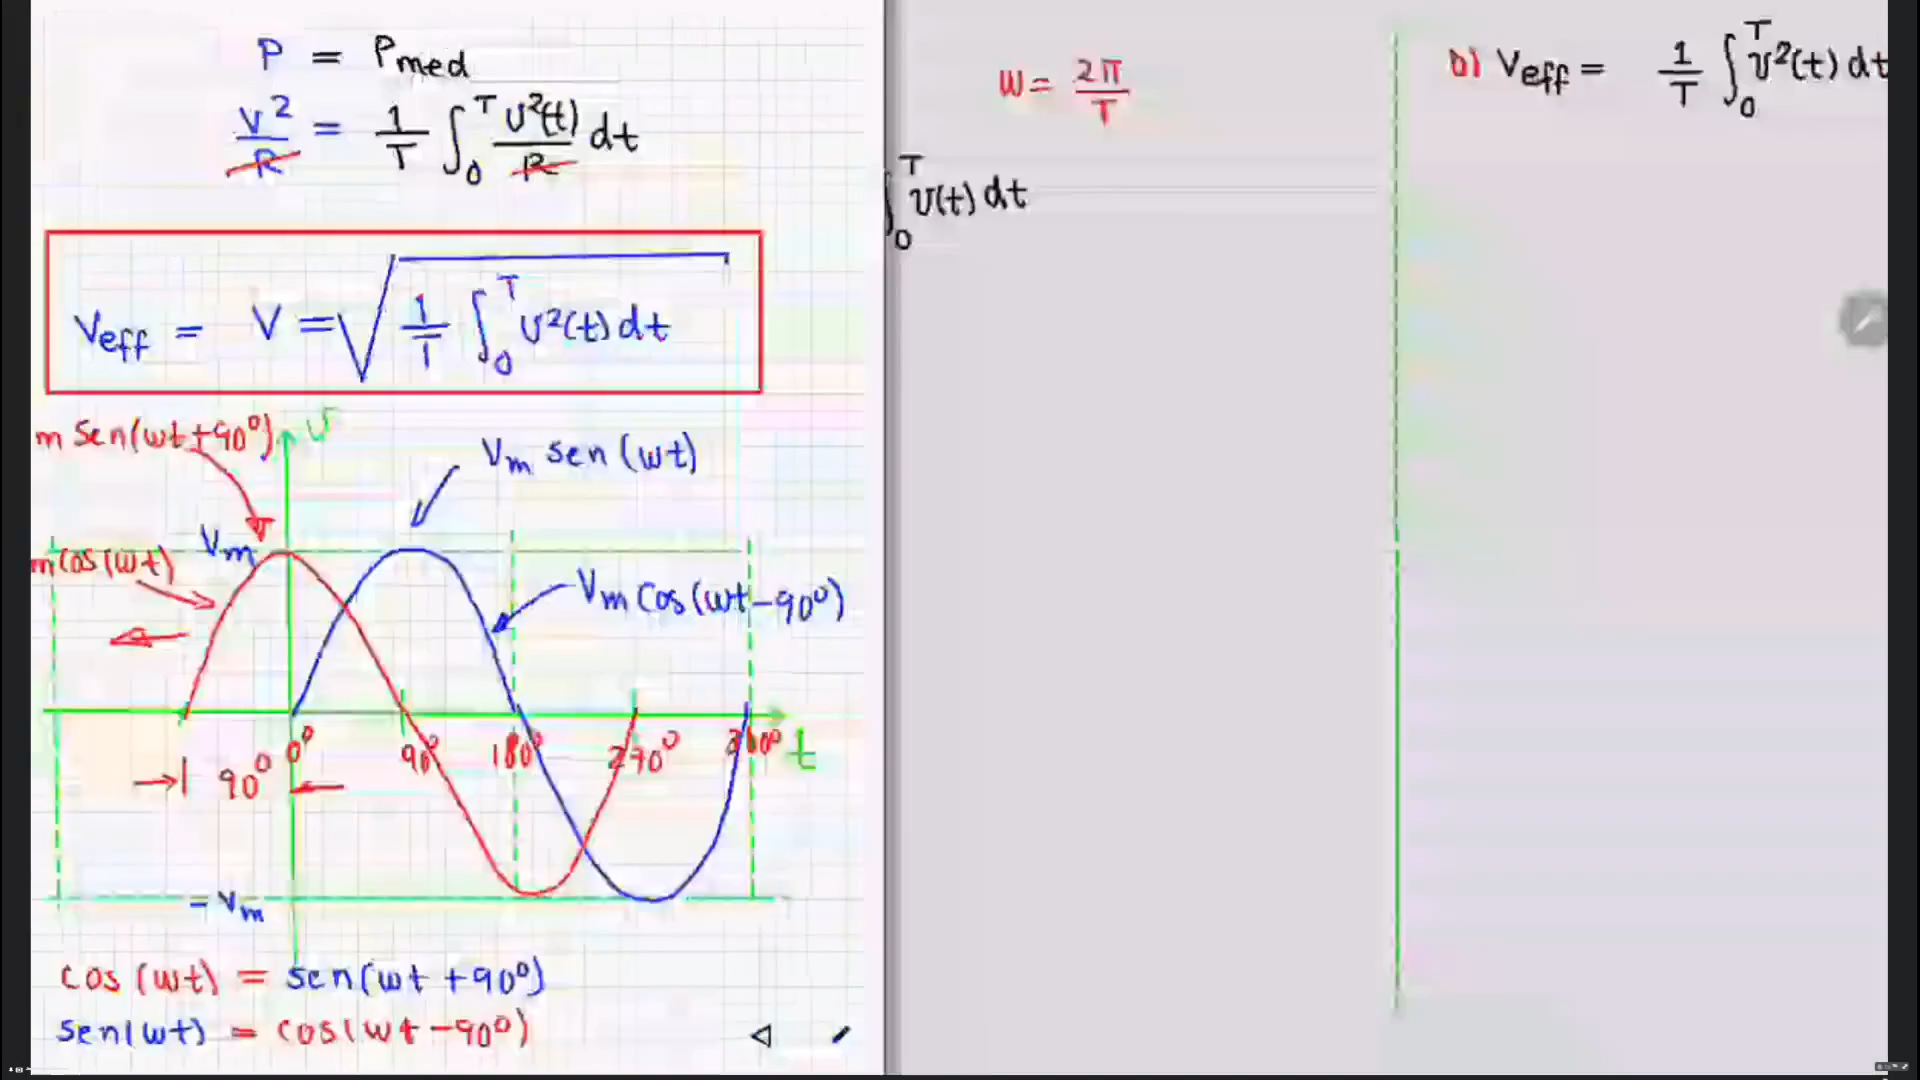 P = Pmed
V²/R = 1/T ∫₀ᵀ v²(t)/R dt
Veff = V = √ 1/T ∫₀ᵀ v²(t) dt
m sen(wt+90°)
v
Vm sen (wt)
Vm
m cos(wt)
Vm cos(wt-90°)
0° 90° 180° 270° 360° t
→| 90° ←
-Vm
cos (wt) = sen(wt +90°)
sen(wt) = cos(wt -90°)
w = 2π/T
∫₀ᵀ v(t) dt
b) Veff = 1/T ∫₀ᵀ v²(t) dt